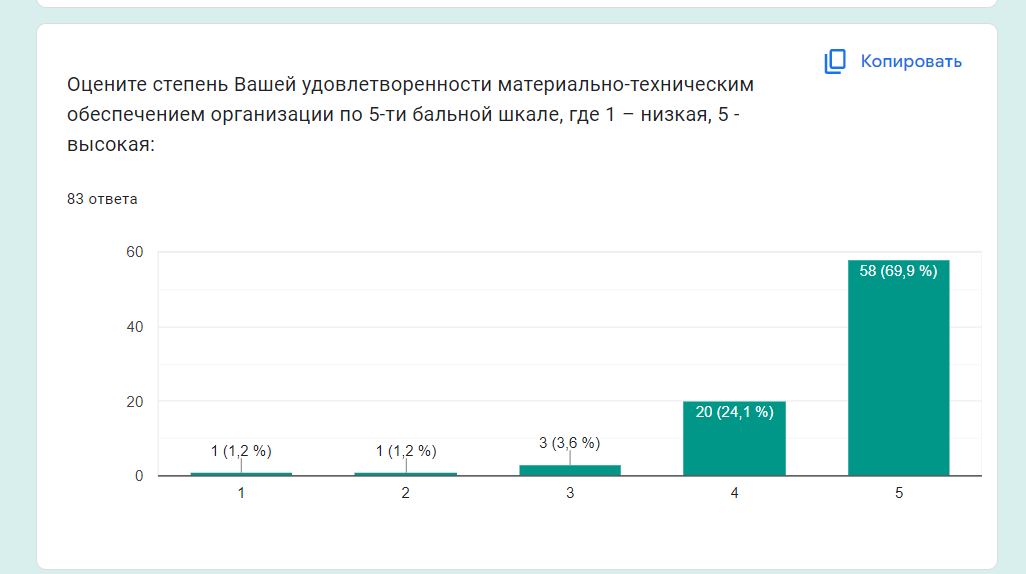 Копировать
Оцените степень Вашей удовлетворенности материально-техническим
обеспечением организации по 5-ти бальной шкале, где 1 – низкая, 5 -
высокая:
83 ответа
60
40
20
0
1 (1,2 %)
1 (1,2 %)
3 (3,6 %)
20 (24,1 %)
58 (69,9 %)
1
2
3
4
5